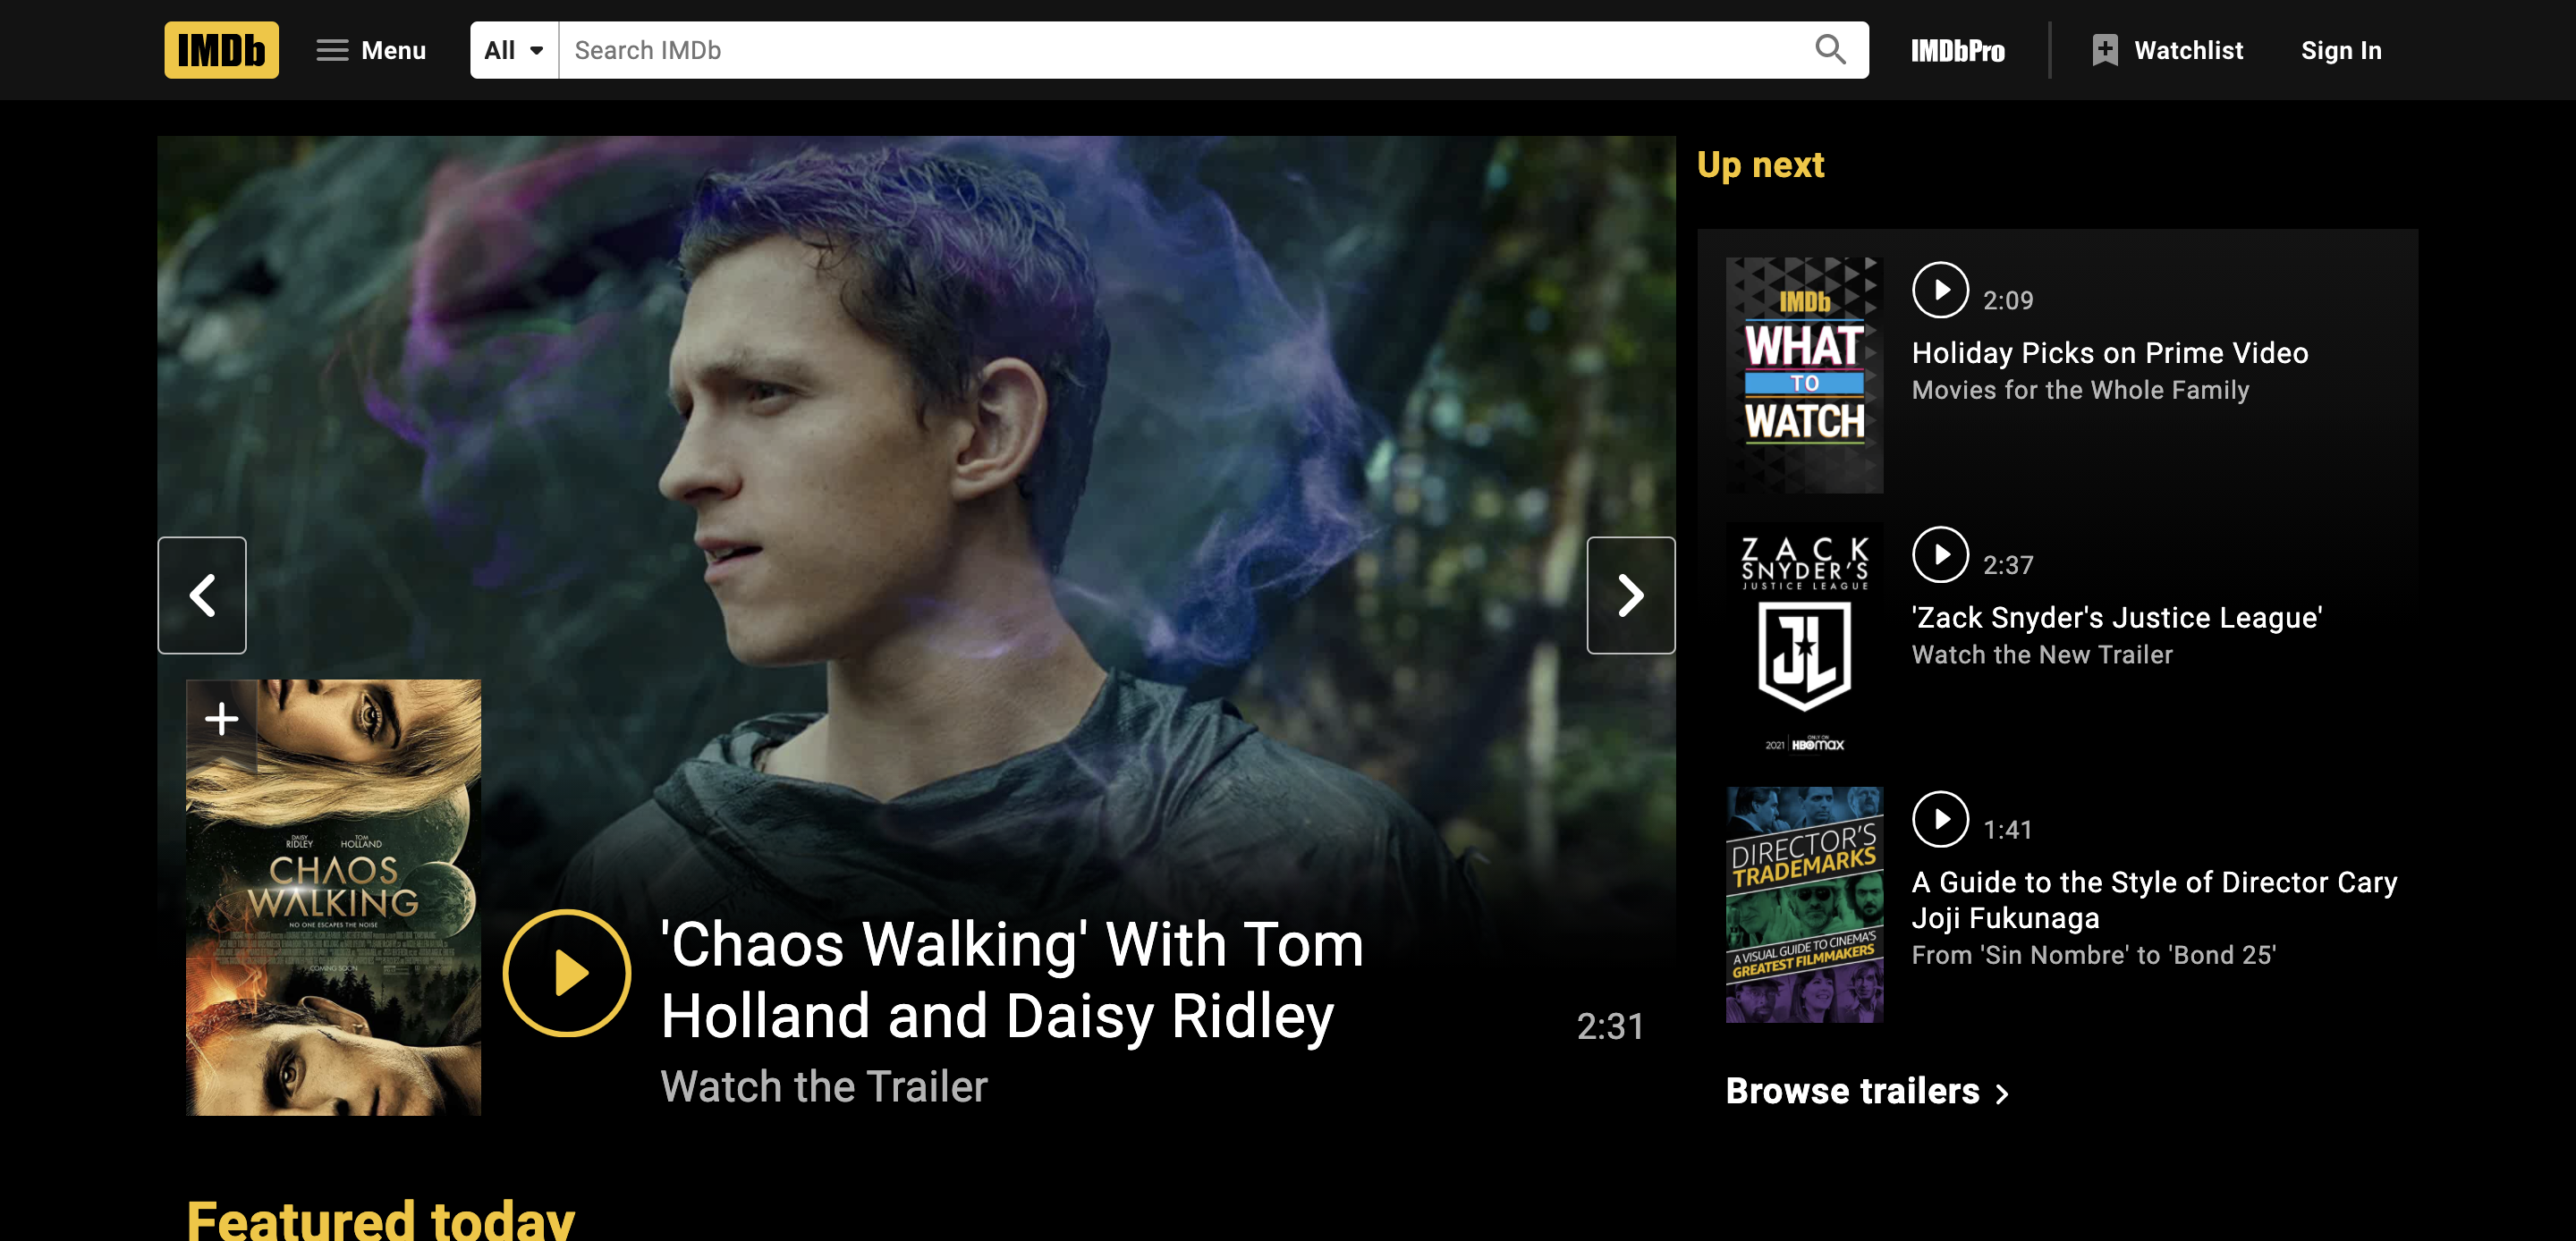 IMDb
Menu
All
Search IMDb
IMDbPro
Watchlist
Sign In
Up next
IMDb
WHAT
TO
WATCH
2:09
Holiday Picks on Prime Video
Movies for the Whole Family
ZACK
SNYDER'S
JUSTICE LEAGUE
JL
ONLY ON
2021 HBOmax
2:37
'Zack Snyder's Justice League'
Watch the New Trailer
DIRECTOR'S
TRADEMARKS
A VISUAL GUIDE TO CINEMA'S
GREATEST FILMMAKERS
1:41
A Guide to the Style of Director Cary
Joji Fukunaga
From 'Sin Nombre' to 'Bond 25'
Browse trailers
DAISY TOM
RIDLEY HOLLAND
CHAOS
WALKING
NO ONE ESCAPES THE NOISE
COMING SOON
'Chaos Walking' With Tom
Holland and Daisy Ridley
2:31
Watch the Trailer
Featured today